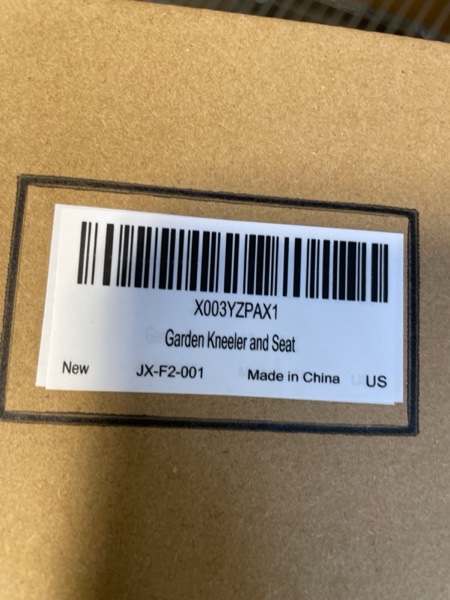 X003YZPAX1
Garden Kneeler and Seat
New JX-F2-001 Made in China US